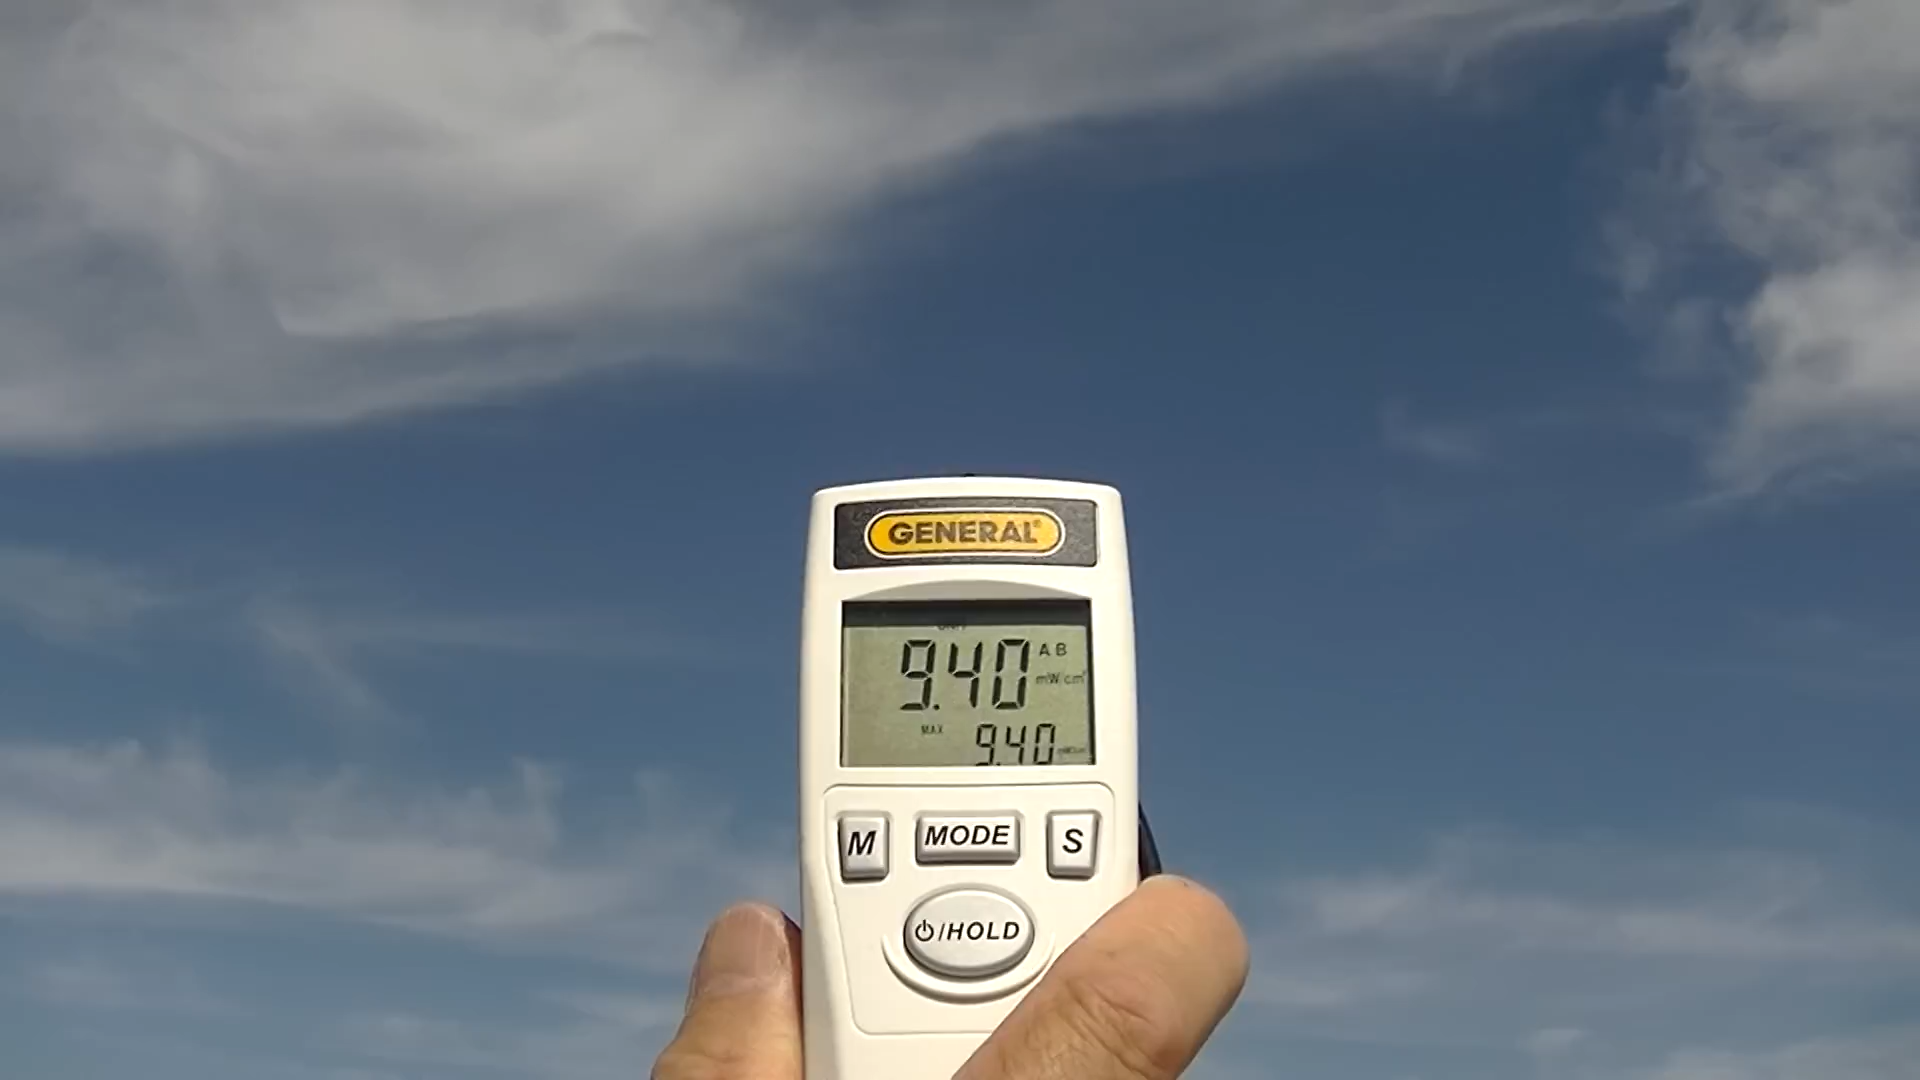 GENERAL®
9.40 AB
mW/cm²
MAX 9.40
M MODE S
/HOLD